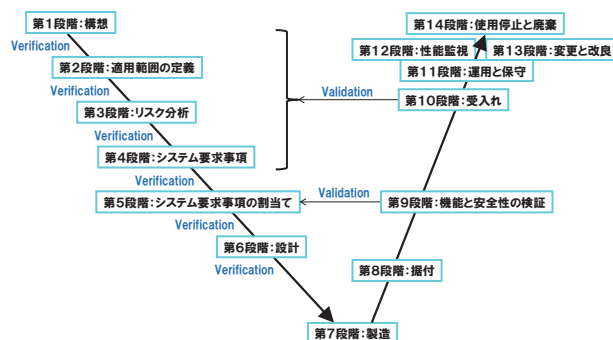 第1段階:構想
Verification
第2段階:適用範囲の定義
Verification
第3段階:リスク分析
Verification
第4段階:システム要求事項
Verification
第5段階:システム要求事項の割当て
Verification
第6段階:設計
Verification
第7段階:製造
第8段階:据付
第9段階:機能と安全性の検証
Validation
第10段階:受入れ
Validation
第11段階:運用と保守
第12段階:性能監視
第13段階:変更と改良
第14段階:使用停止と廃棄